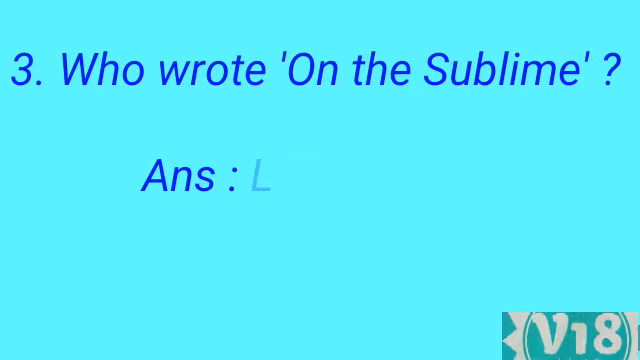 3. Who wrote 'On the Sublime' ?
Ans : L
V18